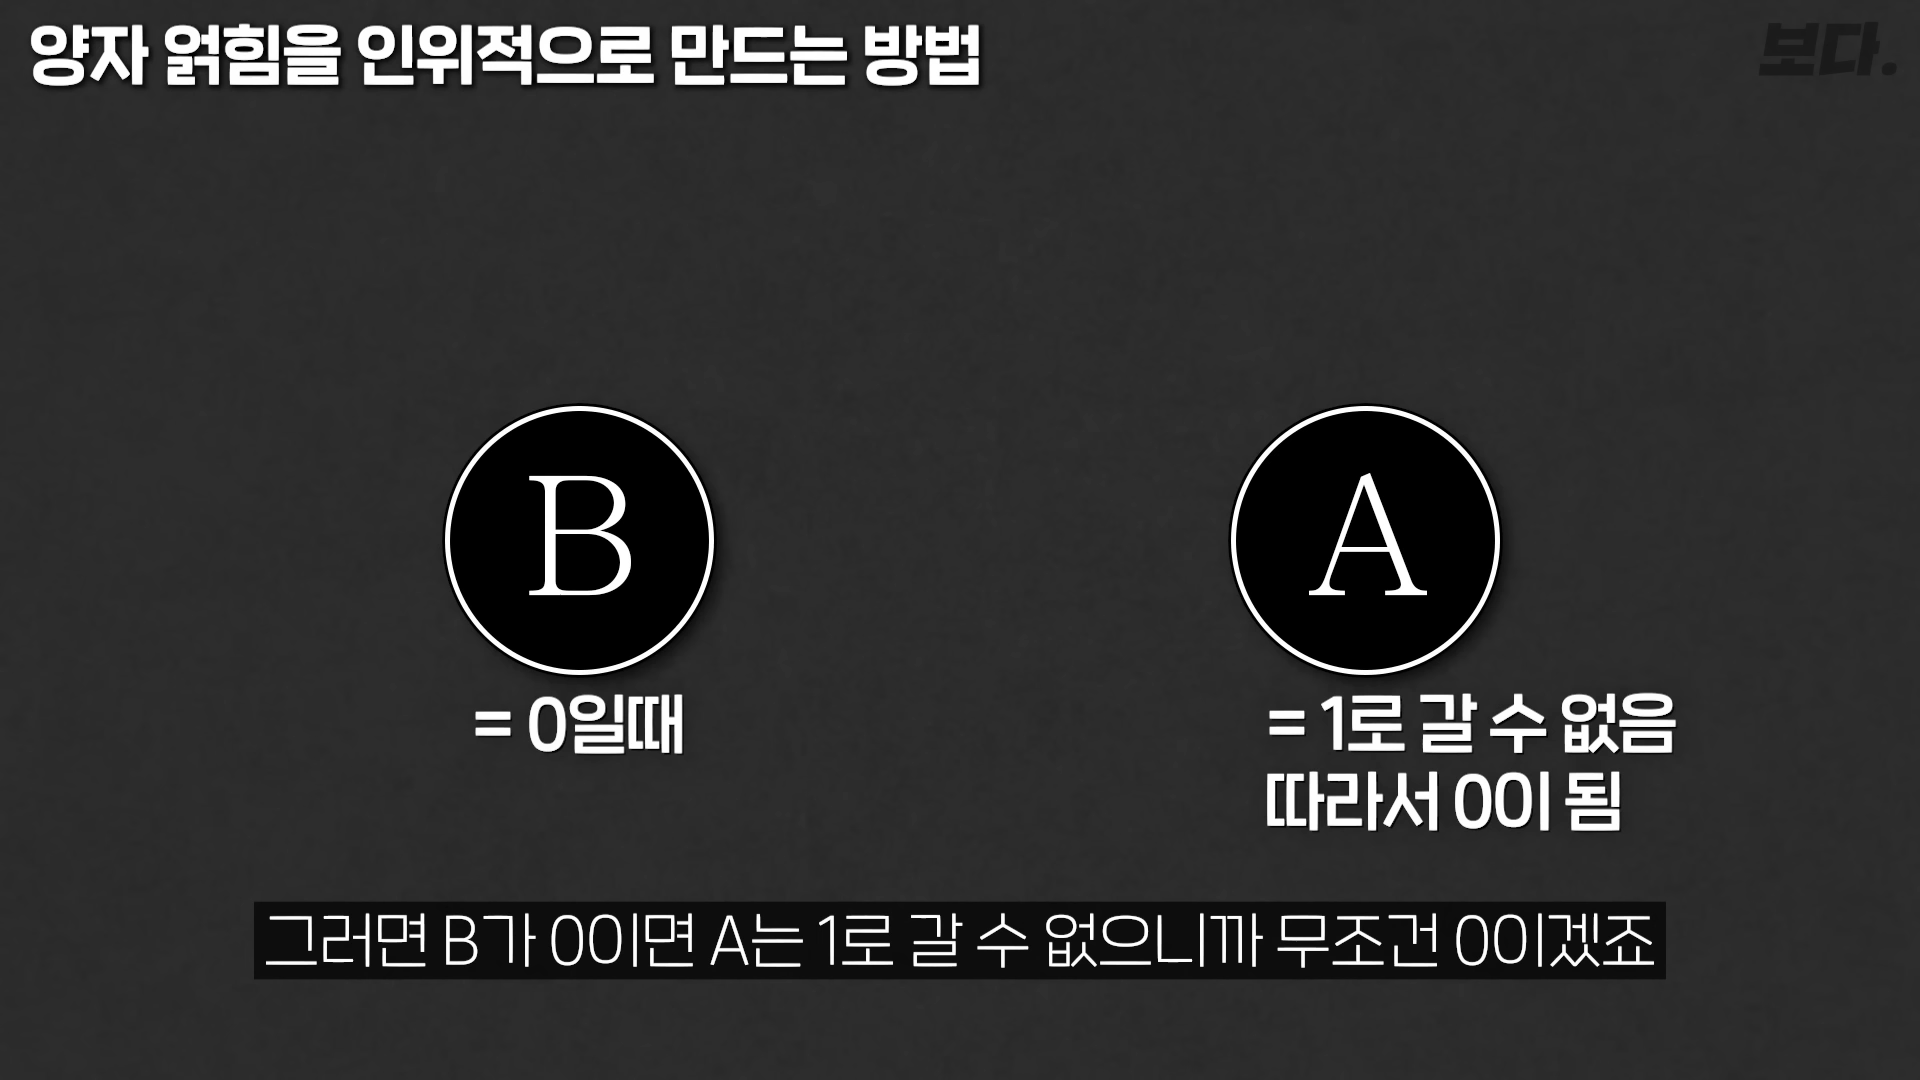 양자 얽힘을 인위적으로 만드는 방법
보다.
B
A
= 0일때
= 1로 갈 수 없음
따라서 0이 됨
그러면 B가 0이면 A는 1로 갈 수 없으니까 무조건 0이겠죠